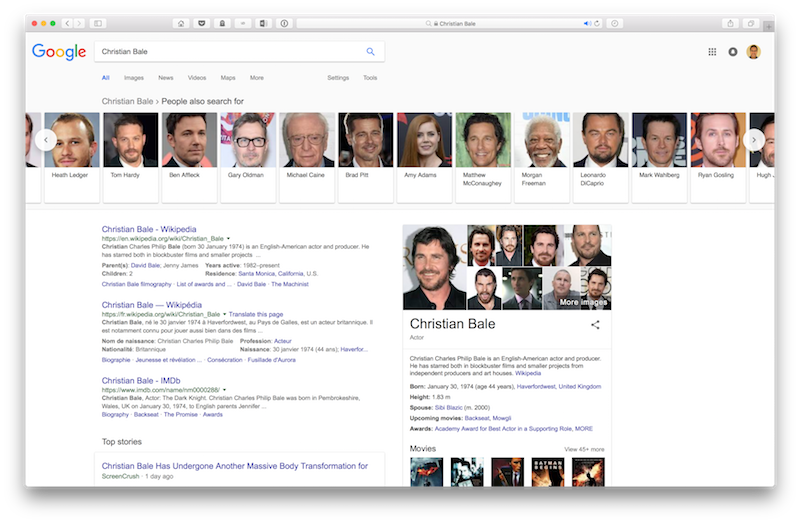 Christian Bale
Google
Christian Bale
All Images News Videos Maps More Settings Tools
Christian Bale › People also search for
Heath Ledger
Tom Hardy
Ben Affleck
Gary Oldman
Michael Caine
Brad Pitt
Amy Adams
Matthew
McConaughey
Morgan
Freeman
Leonardo
DiCaprio
Mark Wahlberg
Ryan Gosling
Hugh J
Christian Bale - Wikipedia
https://en.wikipedia.org/wiki/Christian_Bale
Christian Charles Philip Bale (born 30 January 1974) is an English-American actor and producer. He
has starred both in blockbuster films and smaller projects ...
Parent(s): David Bale; Jenny James Years active: 1982–present
Children: 2 Residence: Santa Monica, California, U.S.
Christian Bale filmography · List of awards and ... · David Bale · The Machinist
Christian Bale — Wikipédia
https://fr.wikipedia.org/wiki/Christian_Bale Translate this page
Christian Bale, né le 30 janvier 1974 à Haverfordwest, au Pays de Galles, est un acteur britannique. Il
est notamment connu pour jouer aussi bien dans des films ...
Nom de naissance: Christian Charles Philip Bale Profession: Acteur
Nationalité: Britannique Naissance: 30 janvier 1974 (44 ans); Haverfor...
Biographie · Jeunesse et révélation ... · Consécration · Fusillade d'Aurora
Christian Bale - IMDb
https://www.imdb.com/name/nm0000288/
Christian Bale, Actor: The Dark Knight. Christian Charles Philip Bale was born in Pembrokeshire,
Wales, UK on January 30, 1974, to English parents Jennifer ...
Biography · Backseat · The Promise · Awards
Top stories
Christian Bale Has Undergone Another Massive Body Transformation for
ScreenCrush · 1 day ago
More images
Christian Bale
Actor
Christian Charles Philip Bale is an English-American actor and producer.
He has starred both in blockbuster films and smaller projects from
independent producers and art houses. Wikipedia
Born: January 30, 1974 (age 44 years), Haverfordwest, United Kingdom
Height: 1.83 m
Spouse: Sibi Blazic (m. 2000)
Upcoming movies: Backseat, Mowgli
Awards: Academy Award for Best Actor in a Supporting Role, MORE
Movies View 45+ more
BATMAN
BEGINS